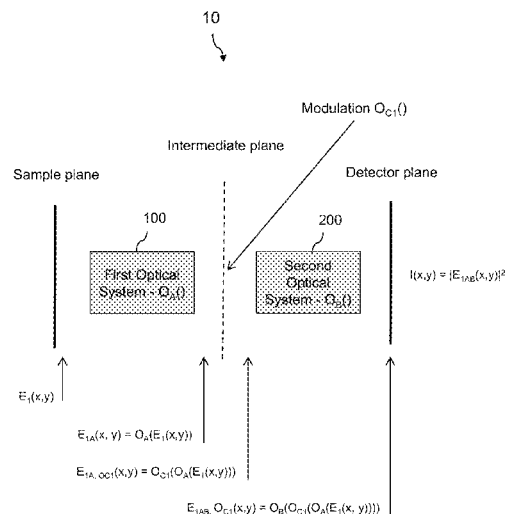 10
Modulation O_C1()
Intermediate plane
Sample plane
Detector plane
100
200
First Optical
System - O_A()
Second
Optical
System - O_B()
I(x,y) = |E_1AB(x,y)|²
E_1(x,y)
E_1A(x, y) = O_A(E_1(x,y))
E_1A, OC1(x,y) = O_C1(O_A(E_1(x,y)))
E_1AB, O_C1(x,y) = O_B(O_C1(O_A(E_1(x, y))))